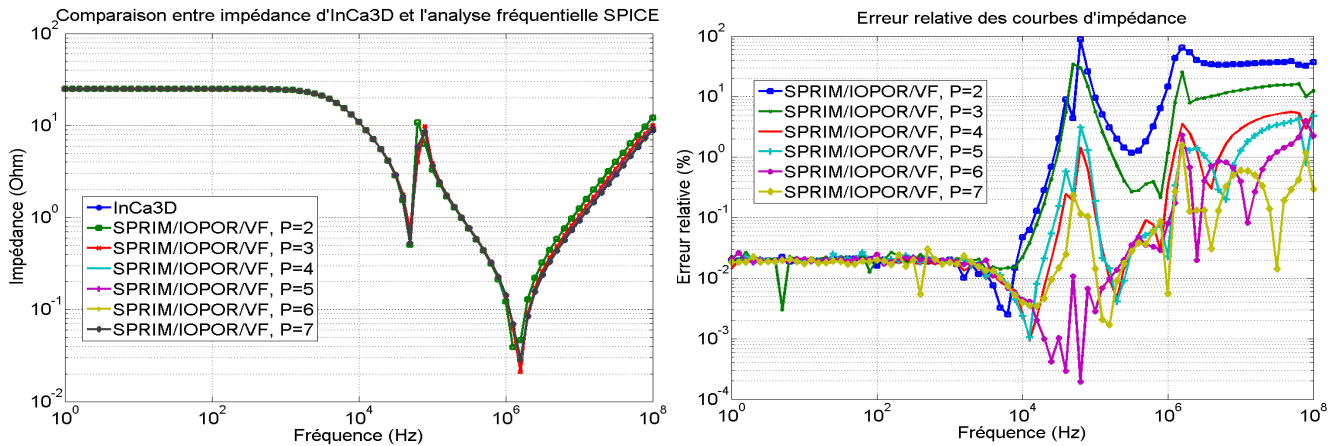 Comparaison entre impédance d'InCa3D et l'analyse fréquentielle SPICE
10^2
10^1
10^0
10^-1
10^-2
Impédance (Ohm)
InCa3D
SPRIM/IOPOR/VF, P=2
SPRIM/IOPOR/VF, P=3
SPRIM/IOPOR/VF, P=4
SPRIM/IOPOR/VF, P=5
SPRIM/IOPOR/VF, P=6
SPRIM/IOPOR/VF, P=7
10^0 10^2 10^4 10^6 10^8
Fréquence (Hz)
Erreur relative des courbes d'impédance
10^2
10^1
10^0
10^-1
10^-2
10^-3
10^-4
Erreur relative (%)
SPRIM/IOPOR/VF, P=2
SPRIM/IOPOR/VF, P=3
SPRIM/IOPOR/VF, P=4
SPRIM/IOPOR/VF, P=5
SPRIM/IOPOR/VF, P=6
SPRIM/IOPOR/VF, P=7
10^0 10^2 10^4 10^6 10^8
Fréquence (Hz)